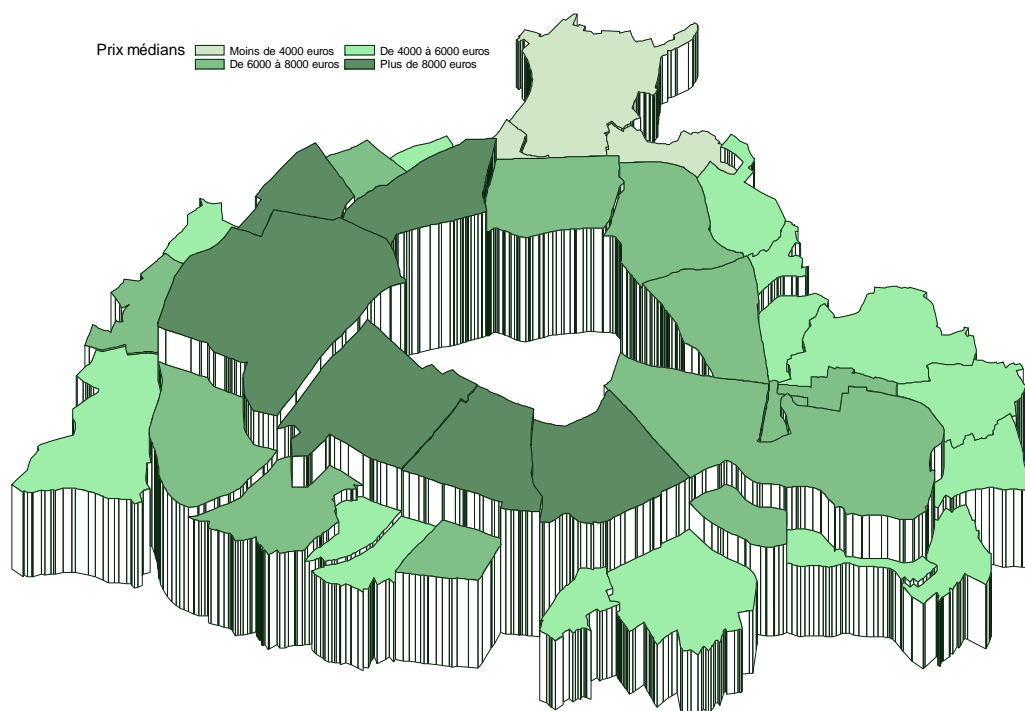 Prix médians
Moins de 4000 euros De 4000 à 6000 euros
De 6000 à 8000 euros Plus de 8000 euros